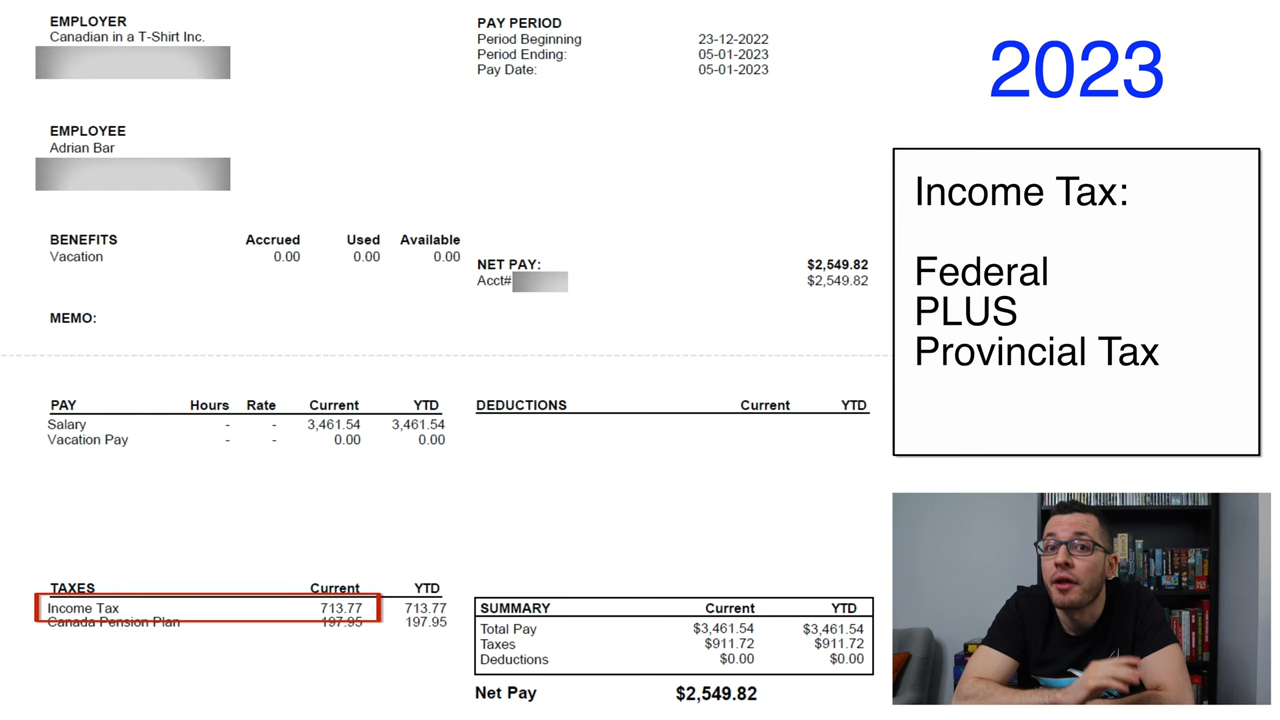 EMPLOYER
Canadian in a T-Shirt Inc.
PAY PERIOD
Period Beginning 23-12-2022
Period Ending: 05-01-2023
Pay Date: 05-01-2023
2023
EMPLOYEE
Adrian Bar
Income Tax:
Federal
PLUS
Provincial Tax
BENEFITS Accrued Used Available
Vacation 0.00 0.00 0.00
NET PAY: $2,549.82
Acct# $2,549.82
MEMO:
PAY Hours Rate Current YTD
Salary - - 3,461.54 3,461.54
Vacation Pay - - 0.00 0.00
DEDUCTIONS Current YTD
TAXES Current YTD
Income Tax 713.77 713.77
Canada Pension Plan 197.95 197.95
SUMMARY Current YTD
Total Pay $3,461.54 $3,461.54
Taxes $911.72 $911.72
Deductions $0.00 $0.00
Net Pay $2,549.82